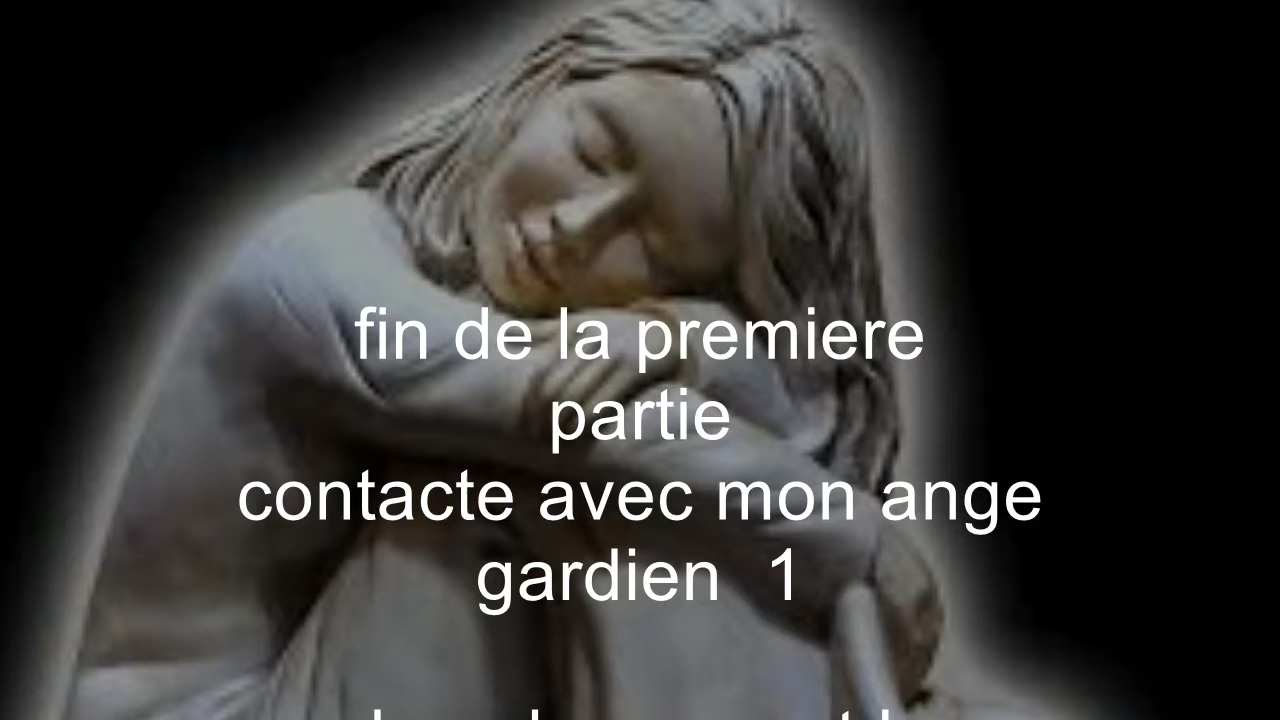 fin de la premiere
partie
contacte avec mon ange
gardien 1